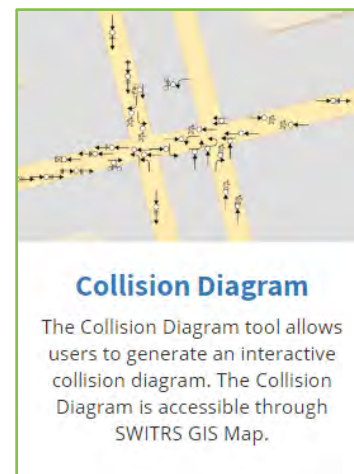 Collision Diagram
The Collision Diagram tool allows
users to generate an interactive
collision diagram. The Collision
Diagram is accessible through
SWITRS GIS Map.